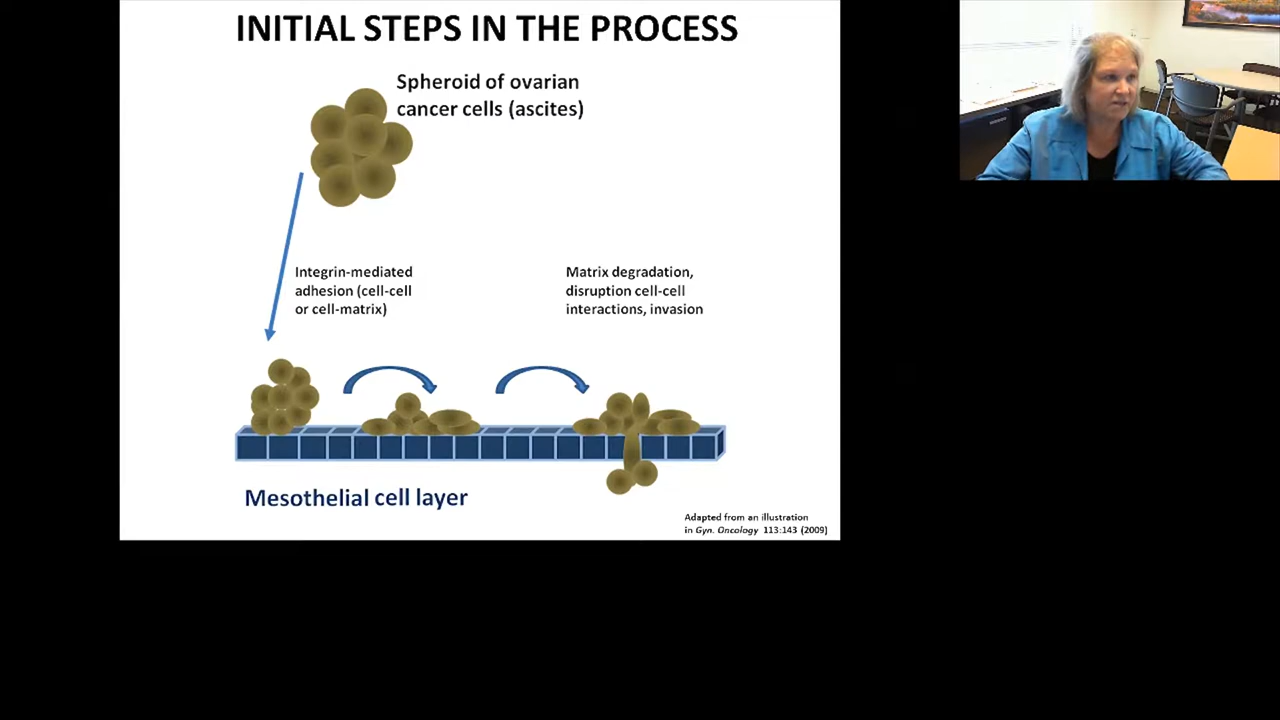 INITIAL STEPS IN THE PROCESS
Spheroid of ovarian
cancer cells (ascites)
Integrin-mediated
adhesion (cell-cell
or cell-matrix)
Matrix degradation,
disruption cell-cell
interactions, invasion
Mesothelial cell layer
Adapted from an illustration
in Gyn. Oncology 113:143 (2009)